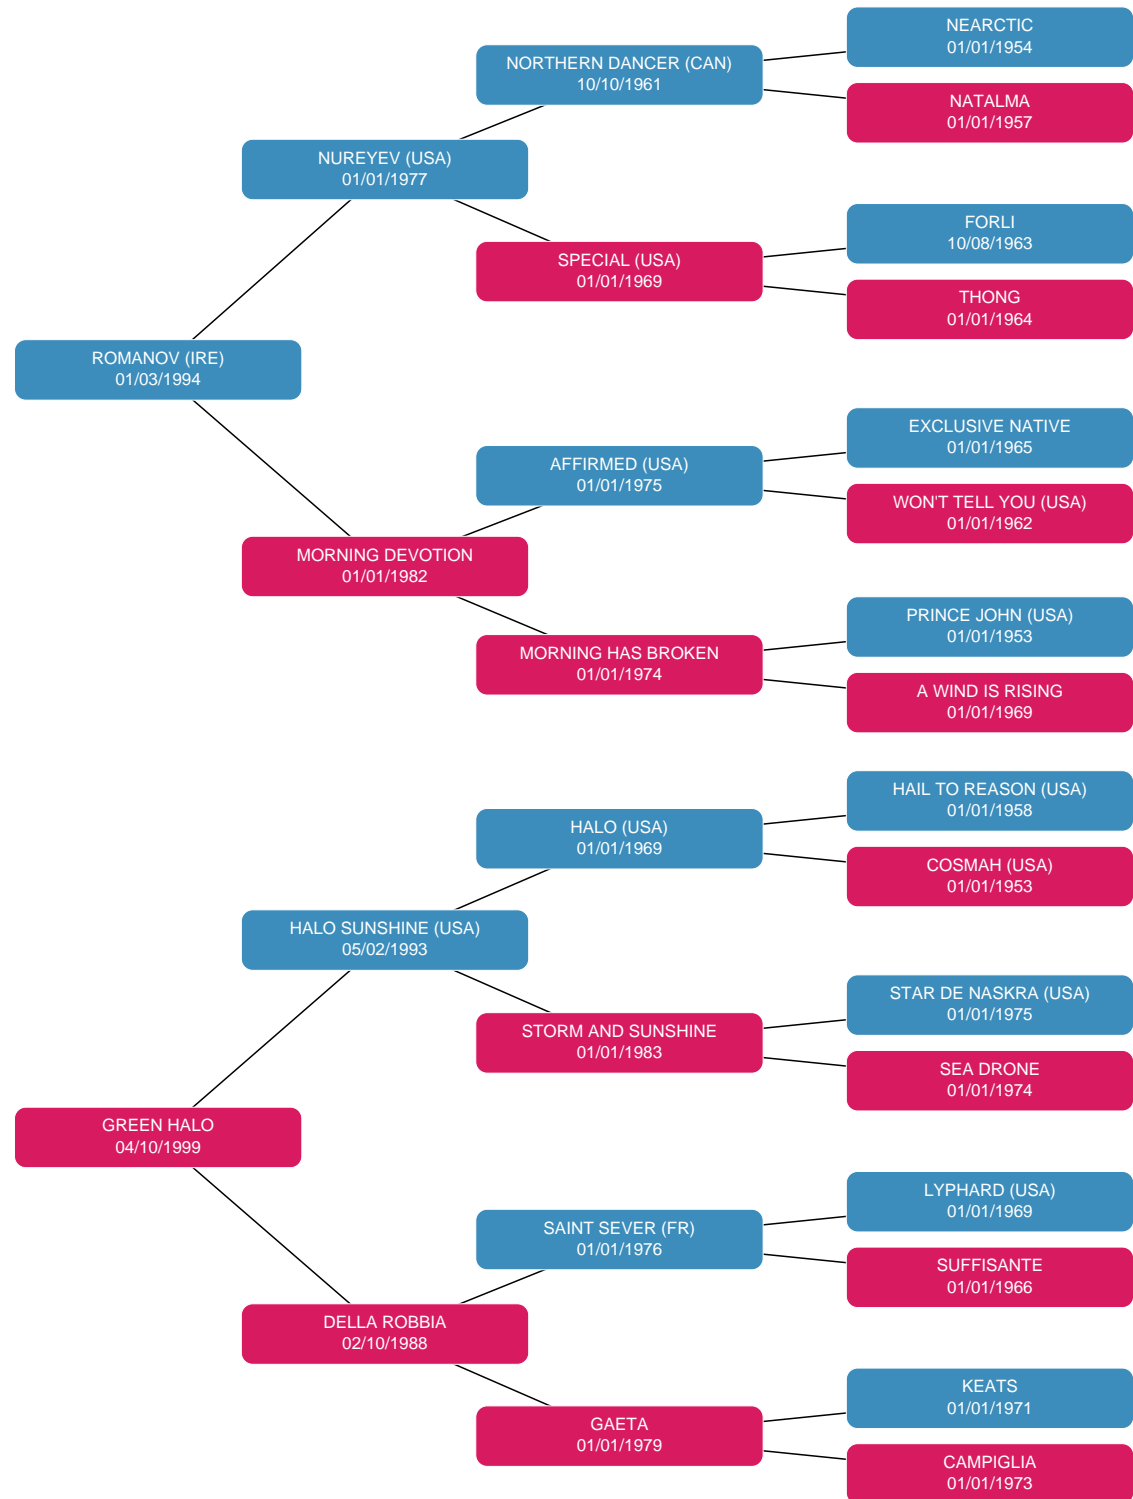 NEARCTIC
01/01/1954
NORTHERN DANCER (CAN)
10/10/1961
NATALMA
01/01/1957
NUREYEV (USA)
01/01/1977
FORLI
10/08/1963
SPECIAL (USA)
01/01/1969
THONG
01/01/1964
ROMANOV (IRE)
01/03/1994
EXCLUSIVE NATIVE
01/01/1965
AFFIRMED (USA)
01/01/1975
WON'T TELL YOU (USA)
01/01/1962
MORNING DEVOTION
01/01/1982
PRINCE JOHN (USA)
01/01/1953
MORNING HAS BROKEN
01/01/1974
A WIND IS RISING
01/01/1969
HAIL TO REASON (USA)
01/01/1958
HALO (USA)
01/01/1969
COSMAH (USA)
01/01/1953
HALO SUNSHINE (USA)
05/02/1993
STAR DE NASKRA (USA)
01/01/1975
STORM AND SUNSHINE
01/01/1983
SEA DRONE
01/01/1974
GREEN HALO
04/10/1999
LYPHARD (USA)
01/01/1969
SAINT SEVER (FR)
01/01/1976
SUFFISANTE
01/01/1966
DELLA ROBBIA
02/10/1988
KEATS
01/01/1971
GAETA
01/01/1979
CAMPIGLIA
01/01/1973